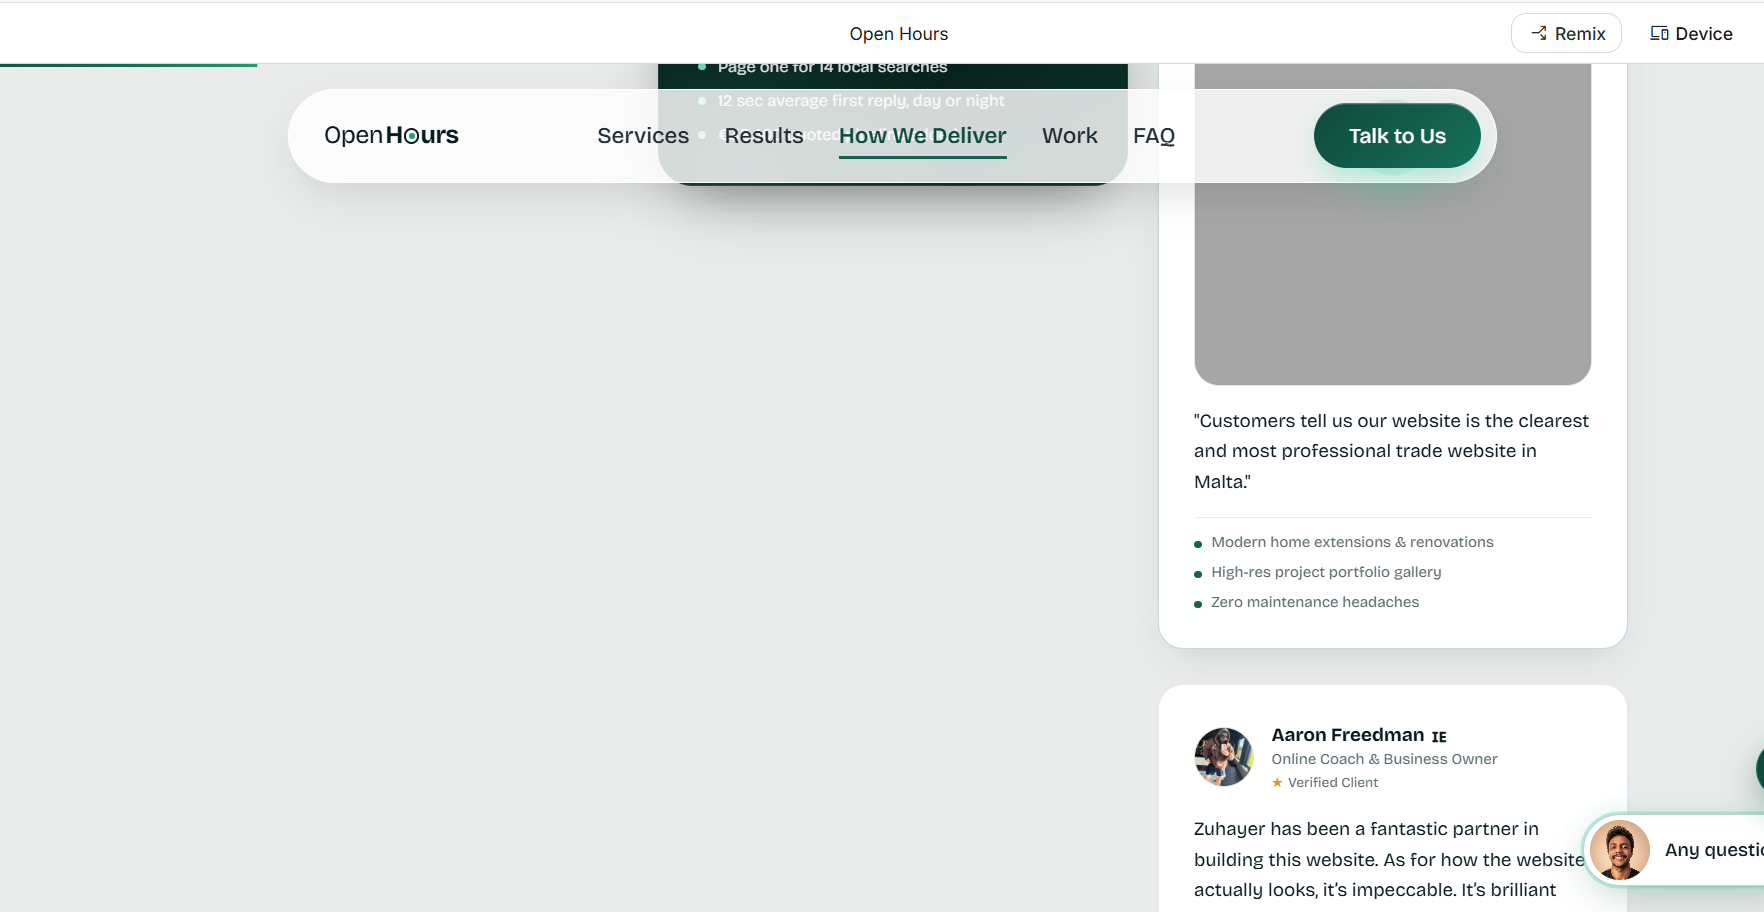 Open Hours
Remix
Device
Page one for 14 local searches
12 sec average first reply, day or night
OpenHours
Services
Results
How We Deliver
Work
FAQ
Talk to Us
"Customers tell us our website is the clearest
and most professional trade website in
Malta."
Modern home extensions & renovations
High-res project portfolio gallery
Zero maintenance headaches
Aaron Freedman IE
Online Coach & Business Owner
★ Verified Client
Zuhayer has been a fantastic partner in
building this website. As for how the website
actually looks, it's impeccable. It's brilliant
Any